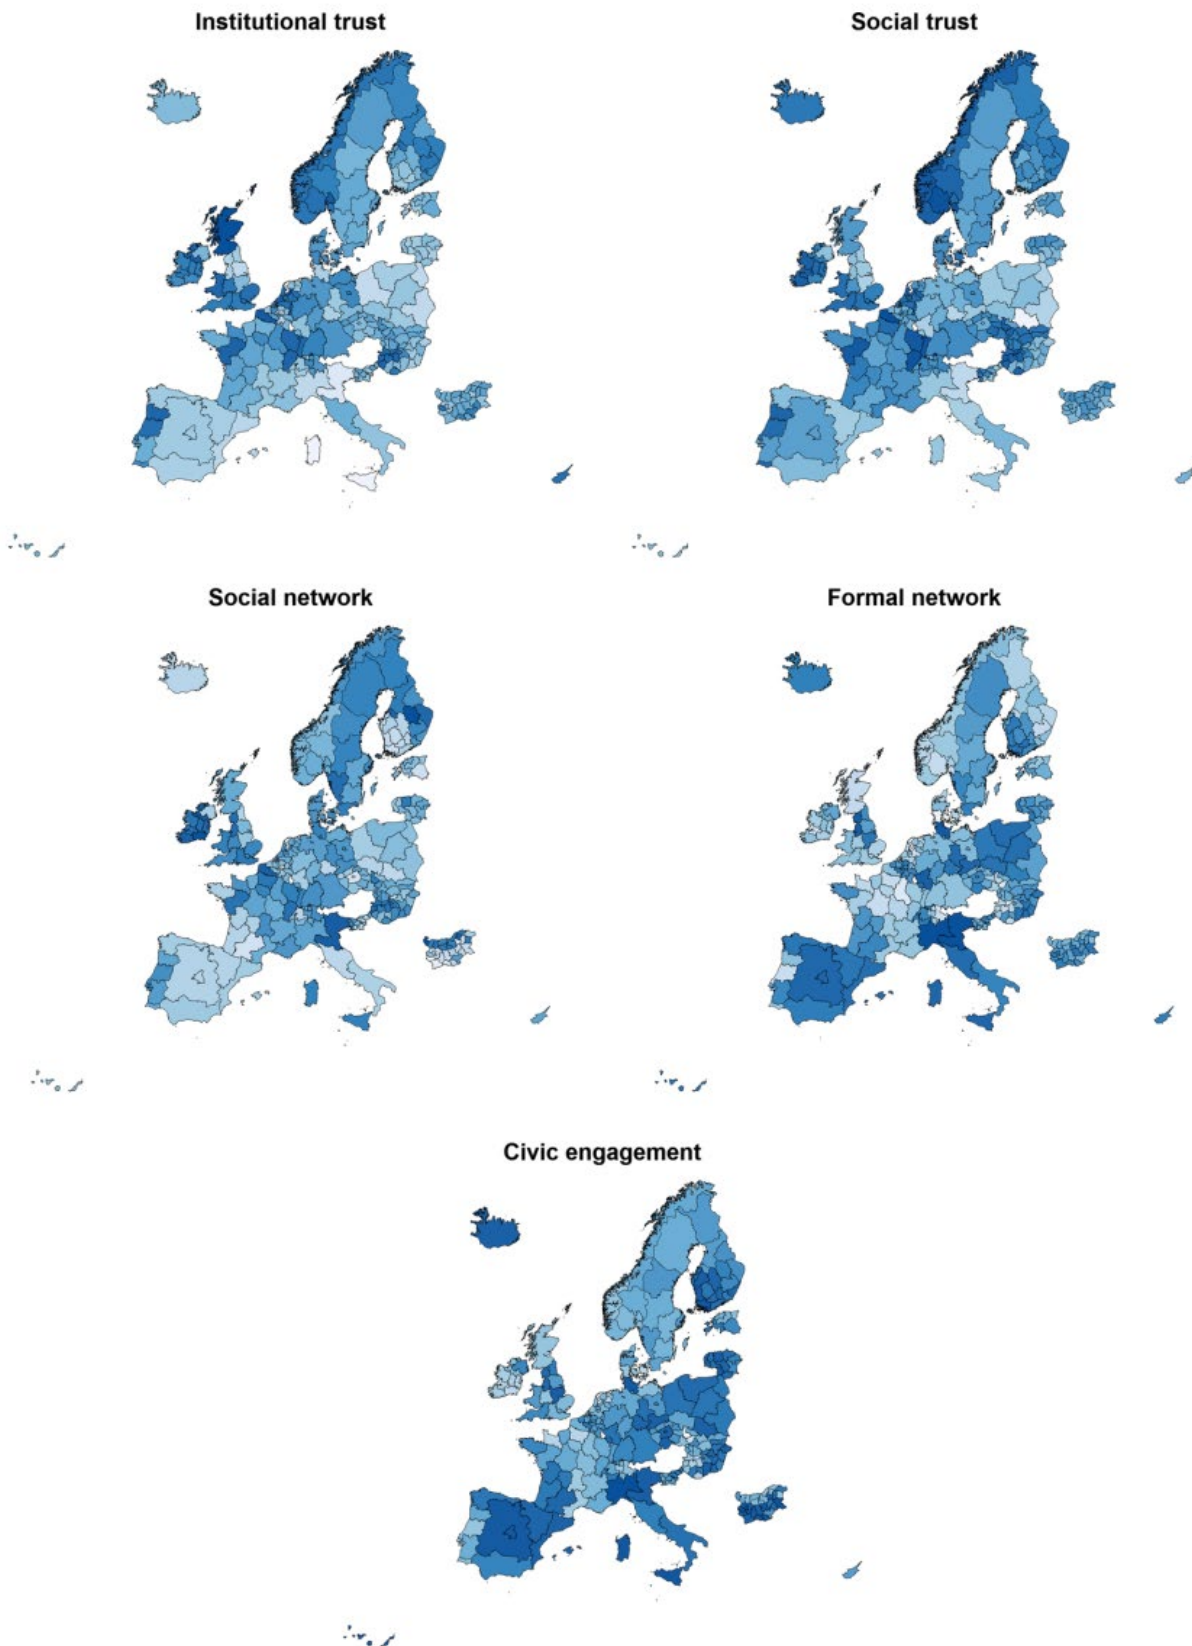 Institutional trust
Social trust
Social network
Formal network
Civic engagement